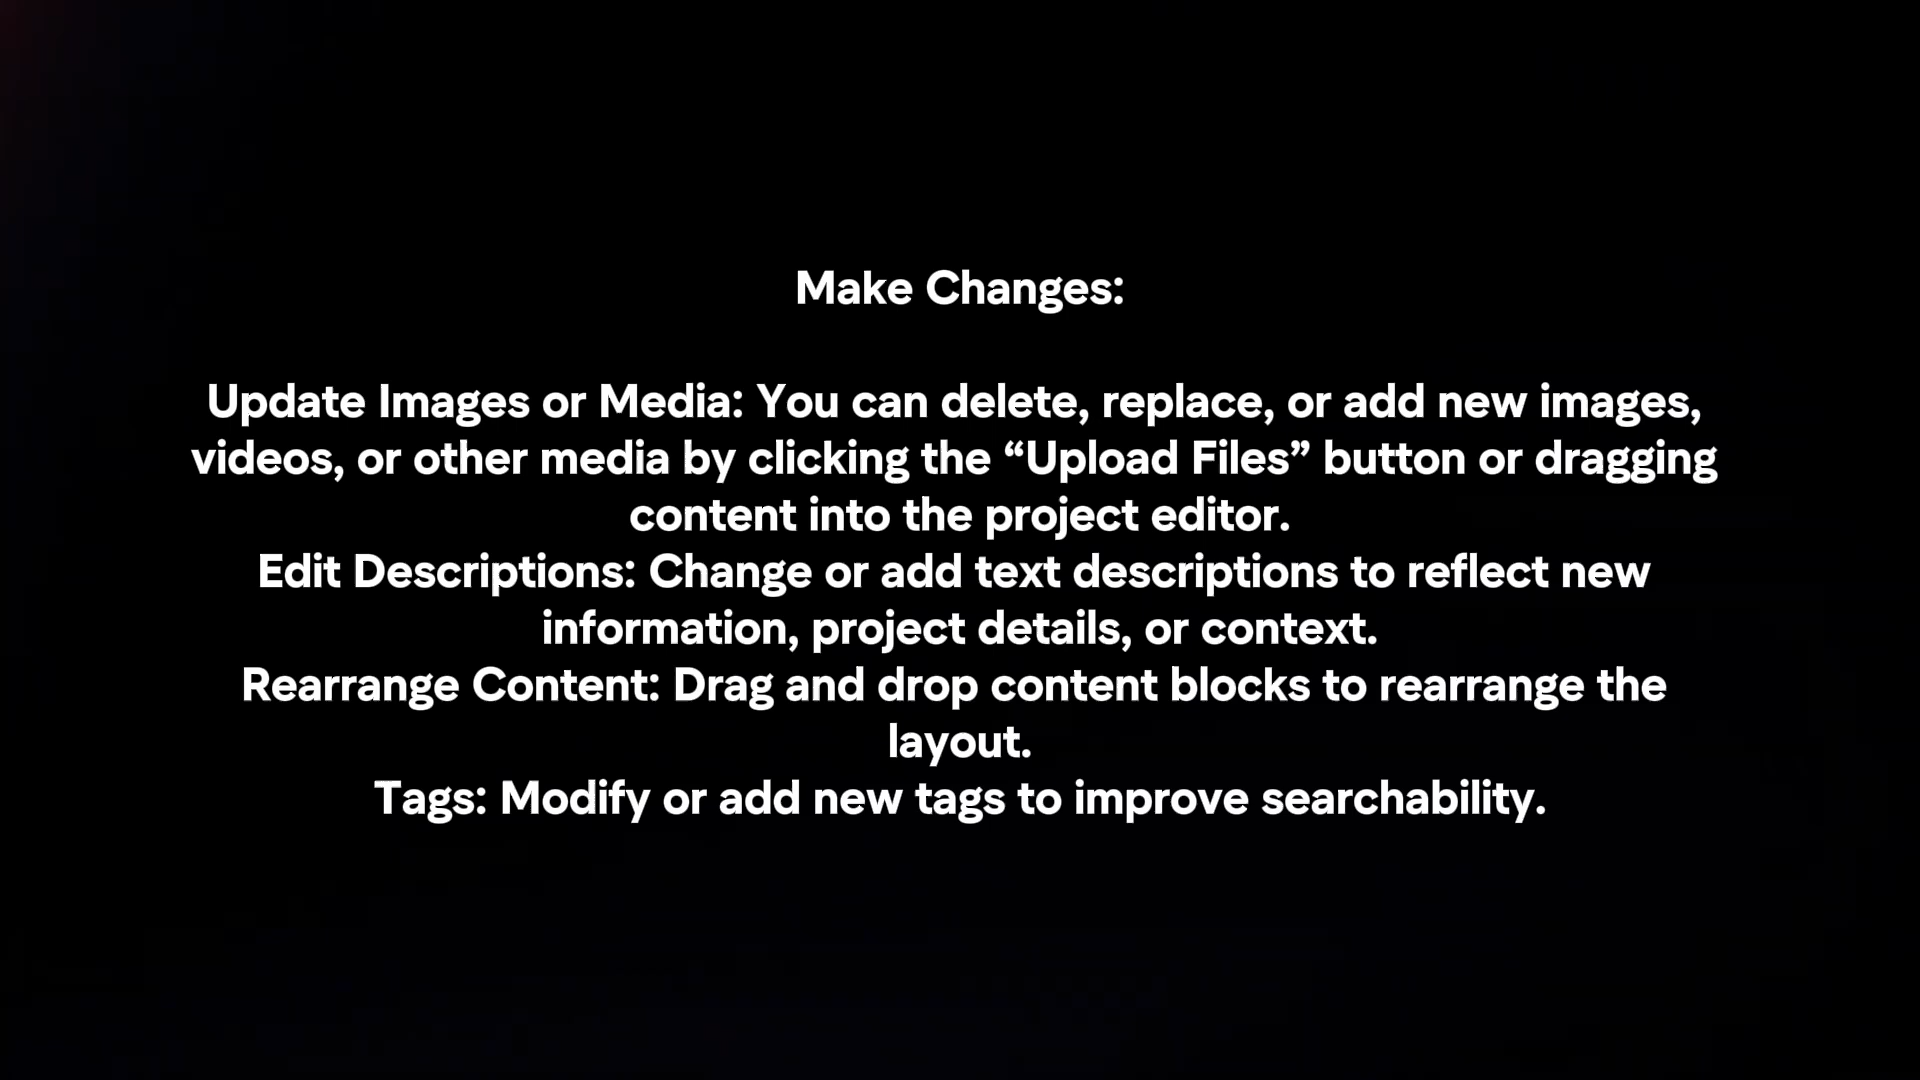 Make Changes:
Update Images or Media: You can delete, replace, or add new images,
videos, or other media by clicking the “Upload Files” button or dragging
content into the project editor.
Edit Descriptions: Change or add text descriptions to reflect new
information, project details, or context.
Rearrange Content: Drag and drop content blocks to rearrange the
layout.
Tags: Modify or add new tags to improve searchability.